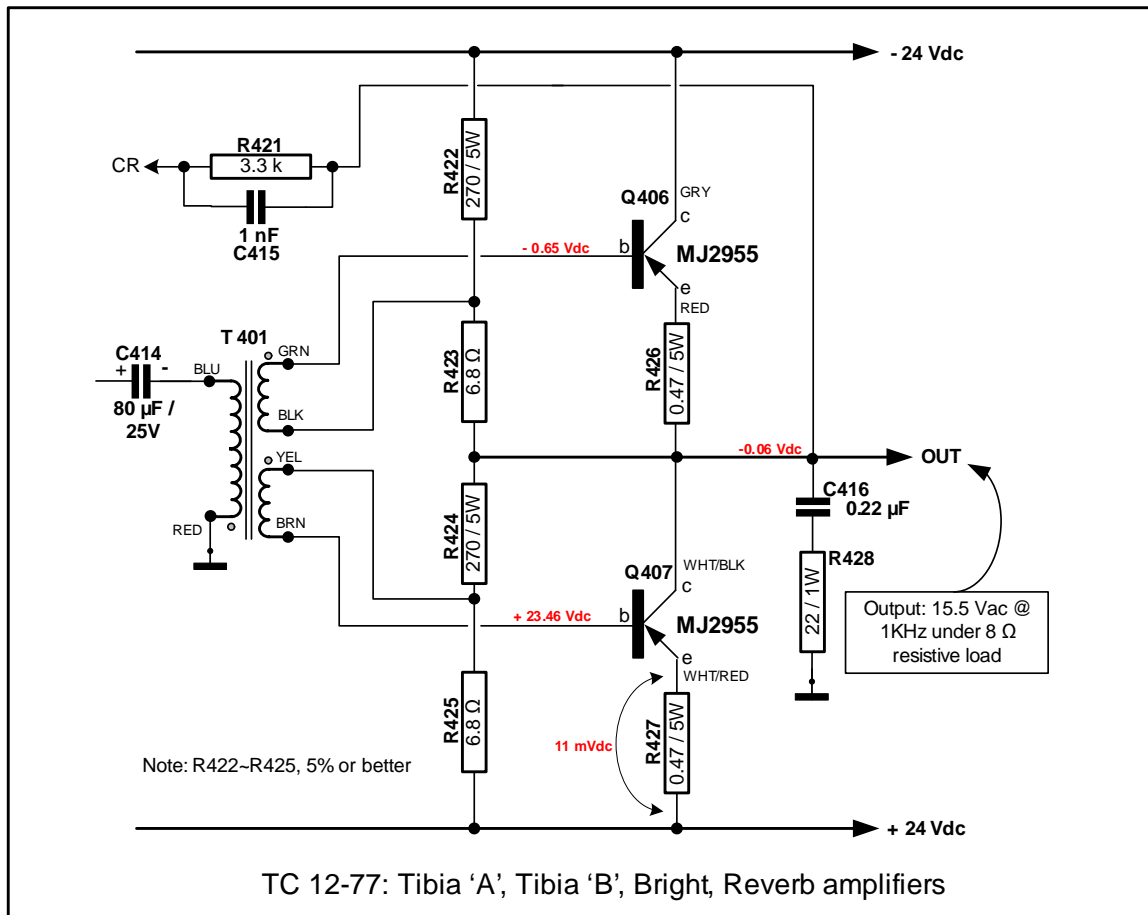 - 24 Vdc
R421
3.3 k
CR
1 nF
C415
R422
270 / 5W
Q406
GRY
c
- 0.65 Vdc
b
MJ2955
e
RED
T 401
C414
+
-
BLU
GRN
R423
6.8 Ω
R426
0.47 / 5W
80 µF /
25V
BLK
YEL
-0.06 Vdc
OUT
C416
0.22 µF
RED
BRN
R424
270 / 5W
WHT/BLK
Q407
c
R428
22 / 1W
+ 23.46 Vdc
b
MJ2955
Output: 15.5 Vac @
1KHz under 8 Ω
resistive load
e
WHT/RED
R425
6.8 Ω
11 mVdc
R427
0.47 / 5W
Note: R422~R425, 5% or better
+ 24 Vdc
TC 12-77: Tibia ‘A’, Tibia ‘B’, Bright, Reverb amplifiers